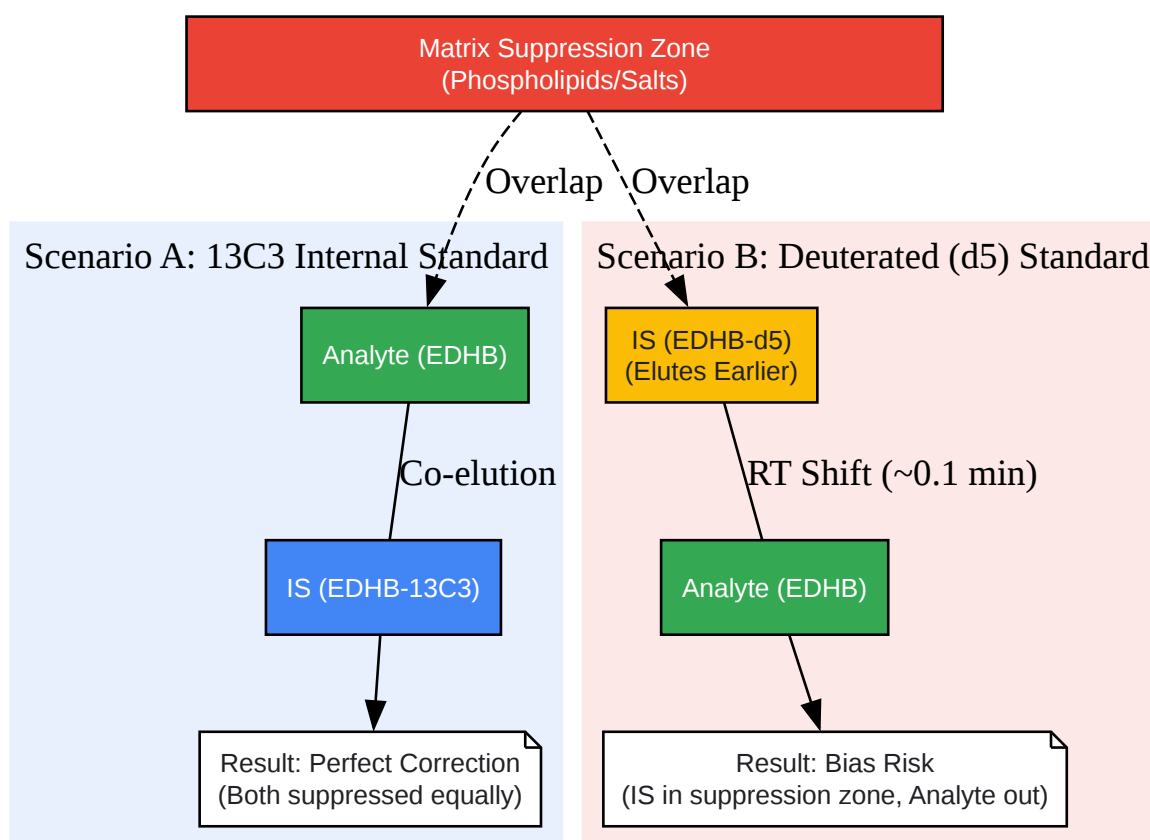 Matrix Suppression Zone
(Phospholipids/Salts)
Overlap
Overlap
Scenario A: 13C3 Internal Standard
Analyte (EDHB)
Co-elution
IS (EDHB-13C3)
Result: Perfect Correction
(Both suppressed equally)
Scenario B: Deuterated (d5) Standard
IS (EDHB-d5)
(Elutes Earlier)
RT Shift (~0.1 min)
Analyte (EDHB)
Result: Bias Risk
(IS in suppression zone, Analyte out)